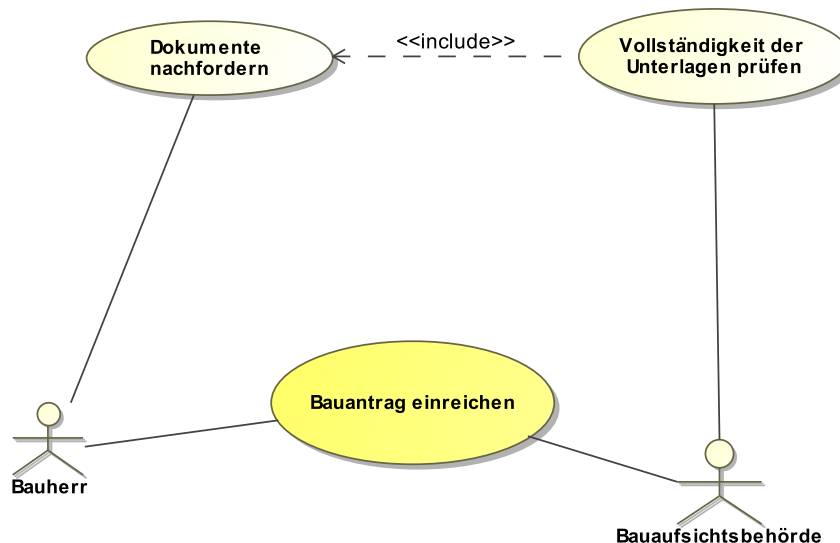 Dokumente
nachfordern
<<include>>
Vollständigkeit der
Unterlagen prüfen
Bauantrag einreichen
Bauherr
Bauaufsichtsbehörde